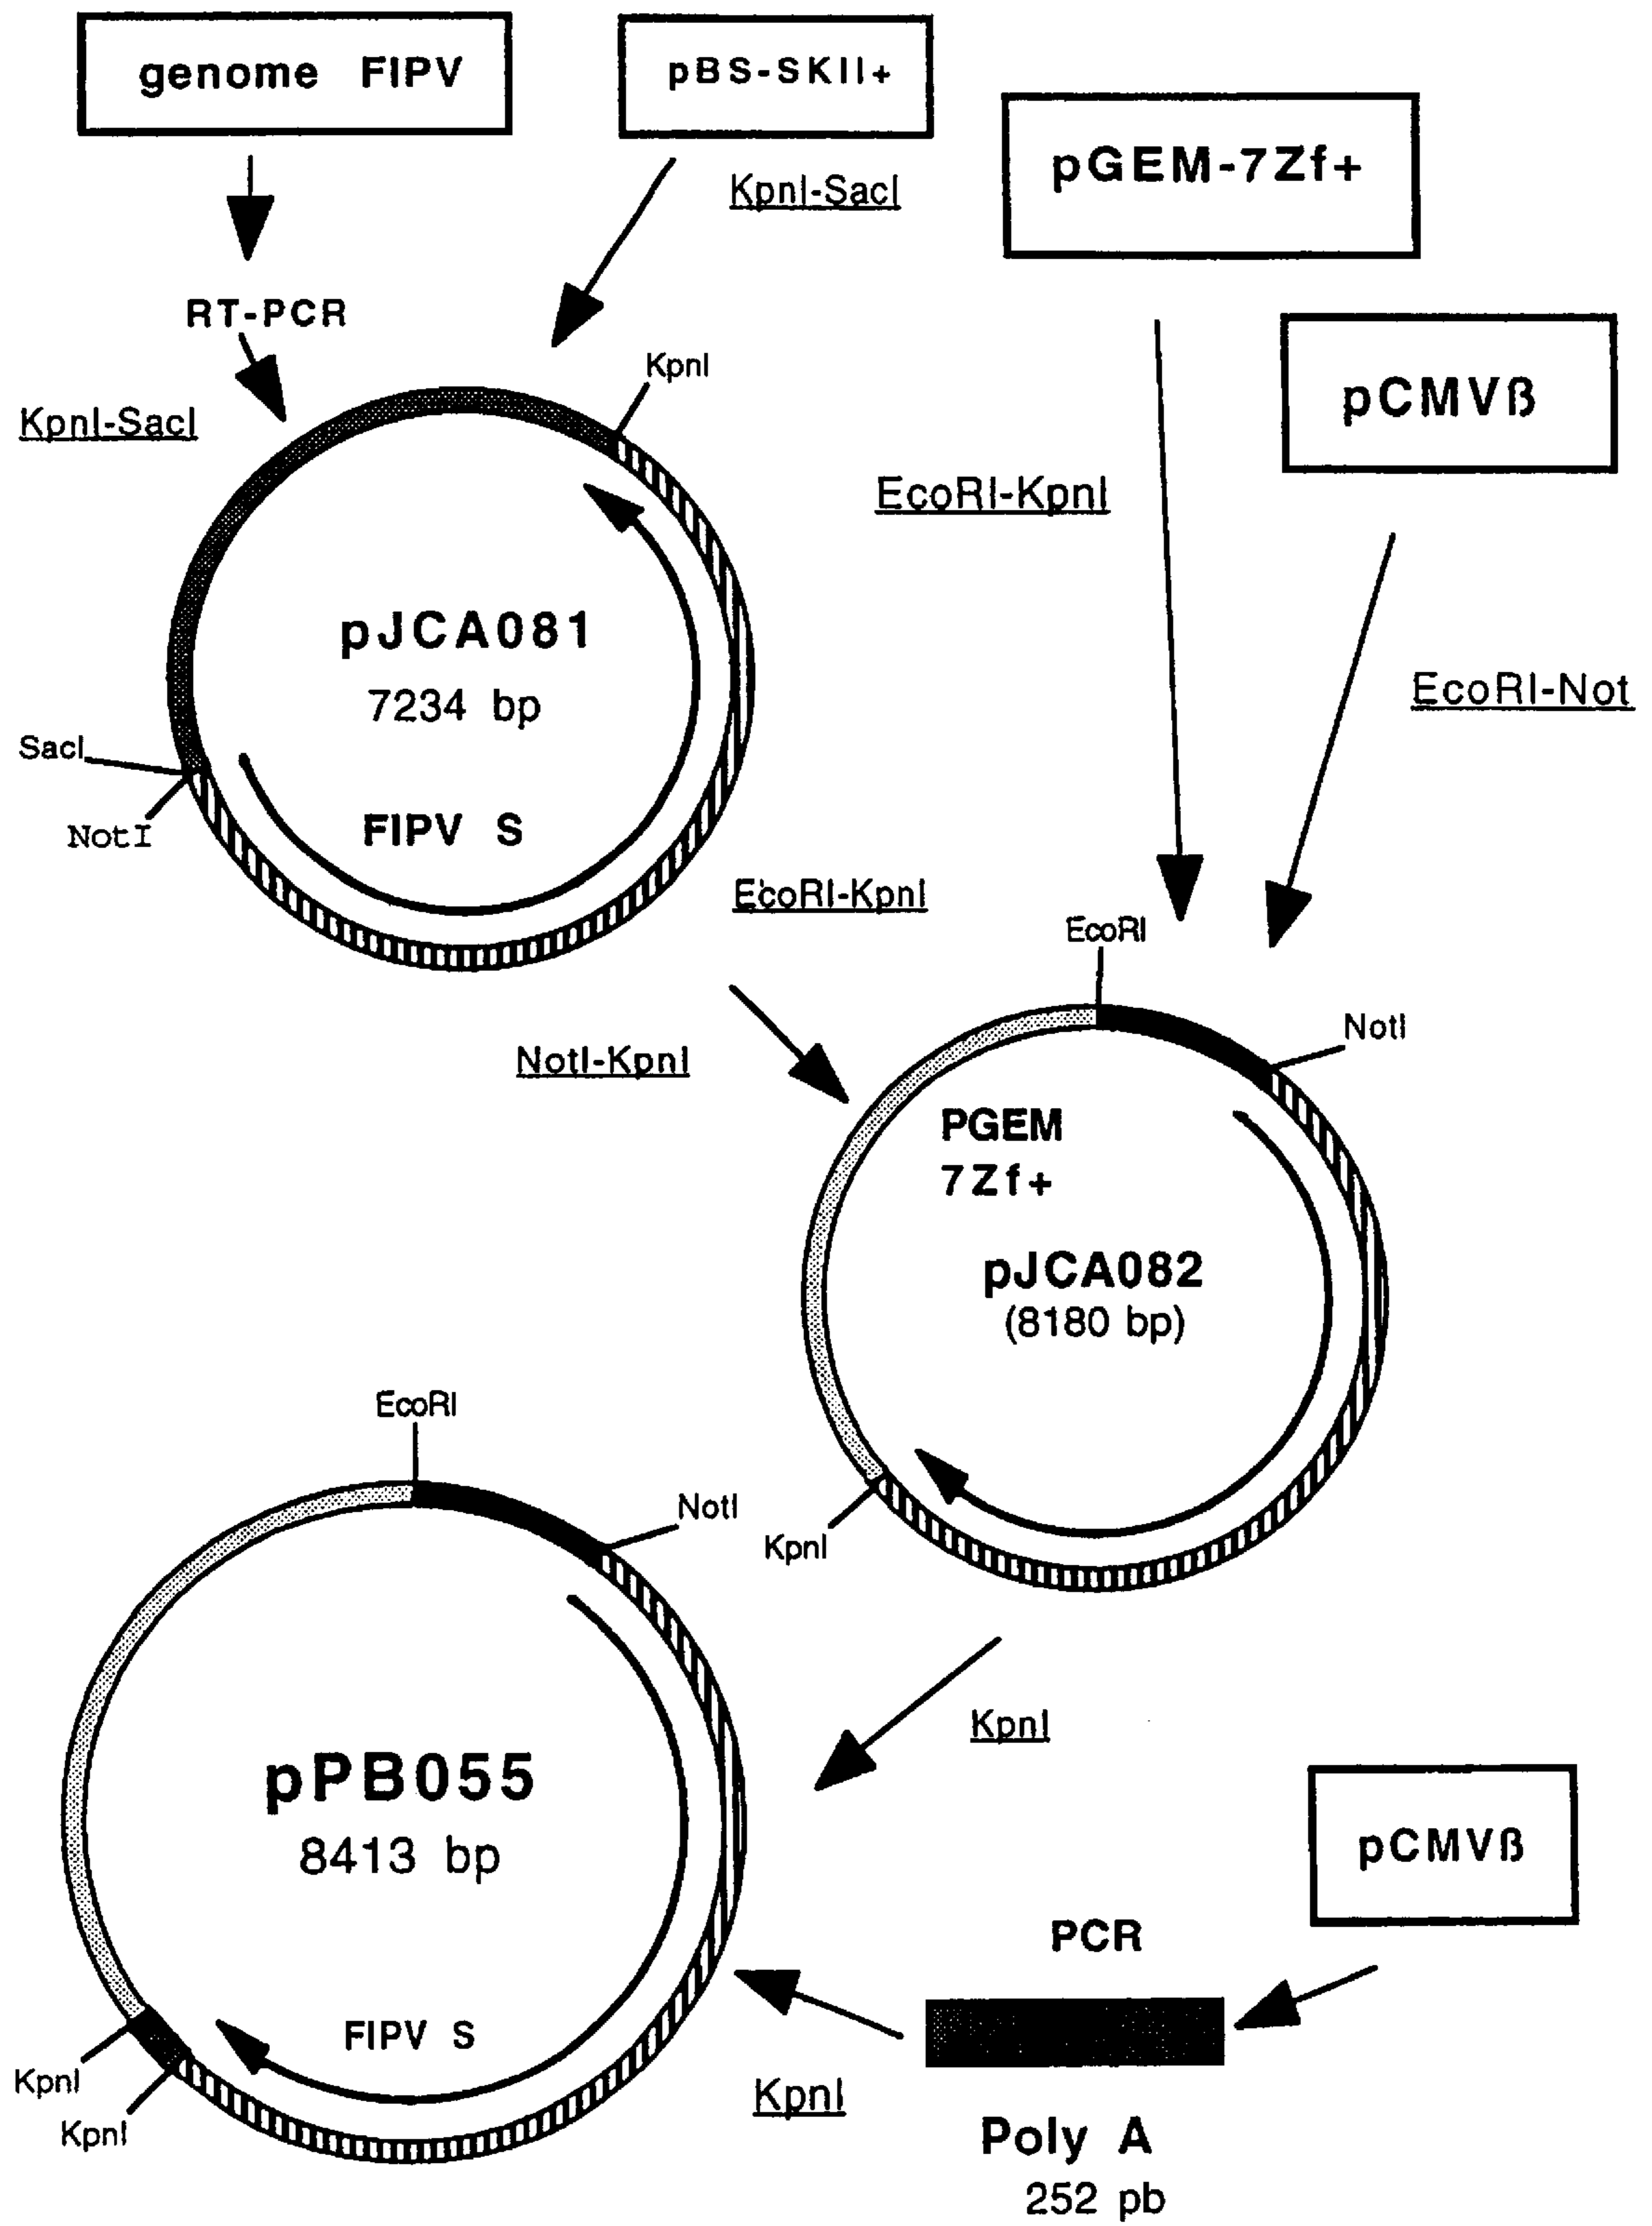 genome FIPV
pBS-SKII+
pGEM-7Zf+
KpnI-SacI
RT-PCR
pCMVß
KpnI
KpnI-SacI
EcoRI-KpnI
pJCA081
7234 bp
EcoRI-Not
SacI
NotI
FIPV S
EcoRI-KpnI
EcoRI
NotI
NotI-KpnI
PGEM
7Zf+
pJCA082
(8180 bp)
EcoRI
NotI
KpnI
KpnI
pPB055
8413 bp
pCMVß
PCR
FIPV S
KpnI
KpnI
KpnI
Poly A
252 pb